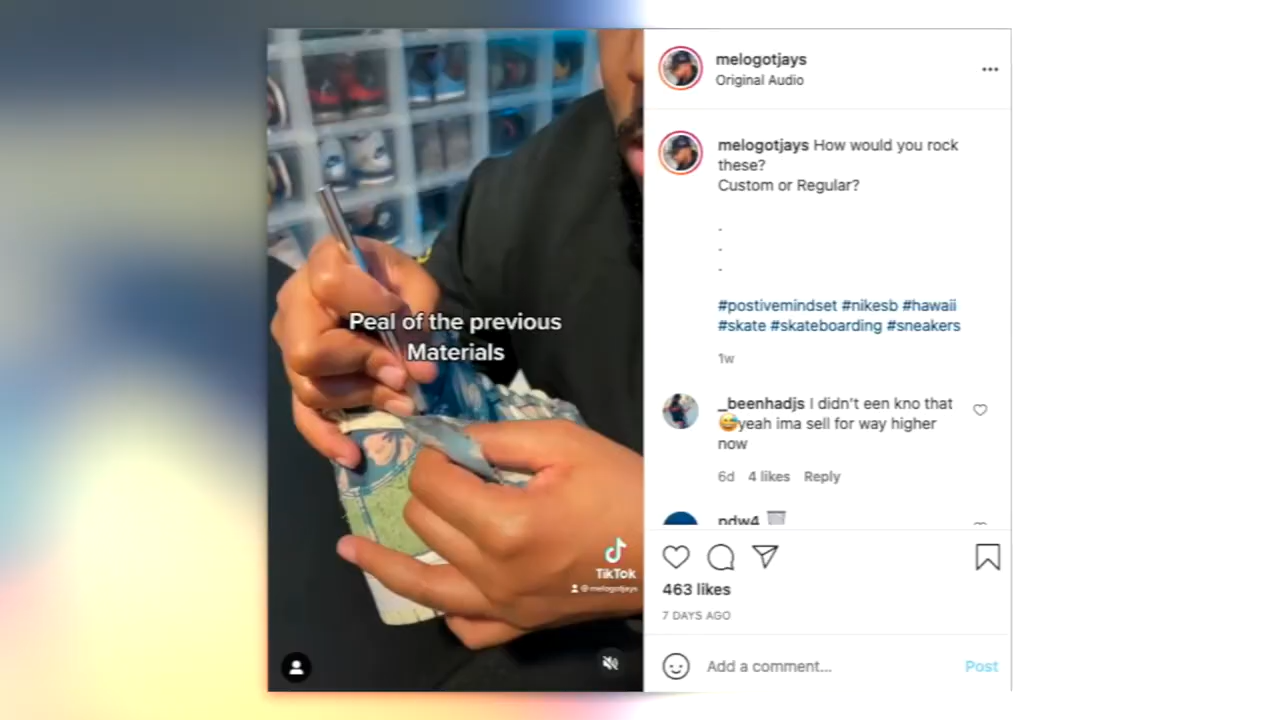 melogotjays
Original Audio
melogotjays How would you rock
these?
Custom or Regular?
.
.
.
#postivemindset #nikesb #hawaii
#skate #skateboarding #sneakers
1w
_beenhadjs I didn't een kno that
😅yeah ima sell for way higher
now
6d 4 likes Reply
pdw4
463 likes
7 DAYS AGO
Add a comment... Post
Peal of the previous
Materials
TikTok
@melogotjays